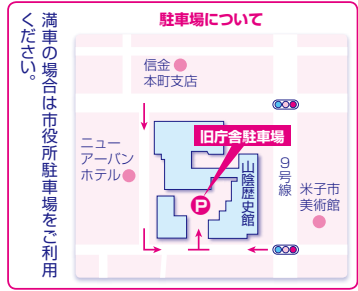 駐車場について
満車の場合は市役所駐車場をご利用
ください。
信金
本町支店
旧庁舎駐車場
ニュー
アーバン
ホテル
山陰歴史館
9号線
米子市
美術館
P